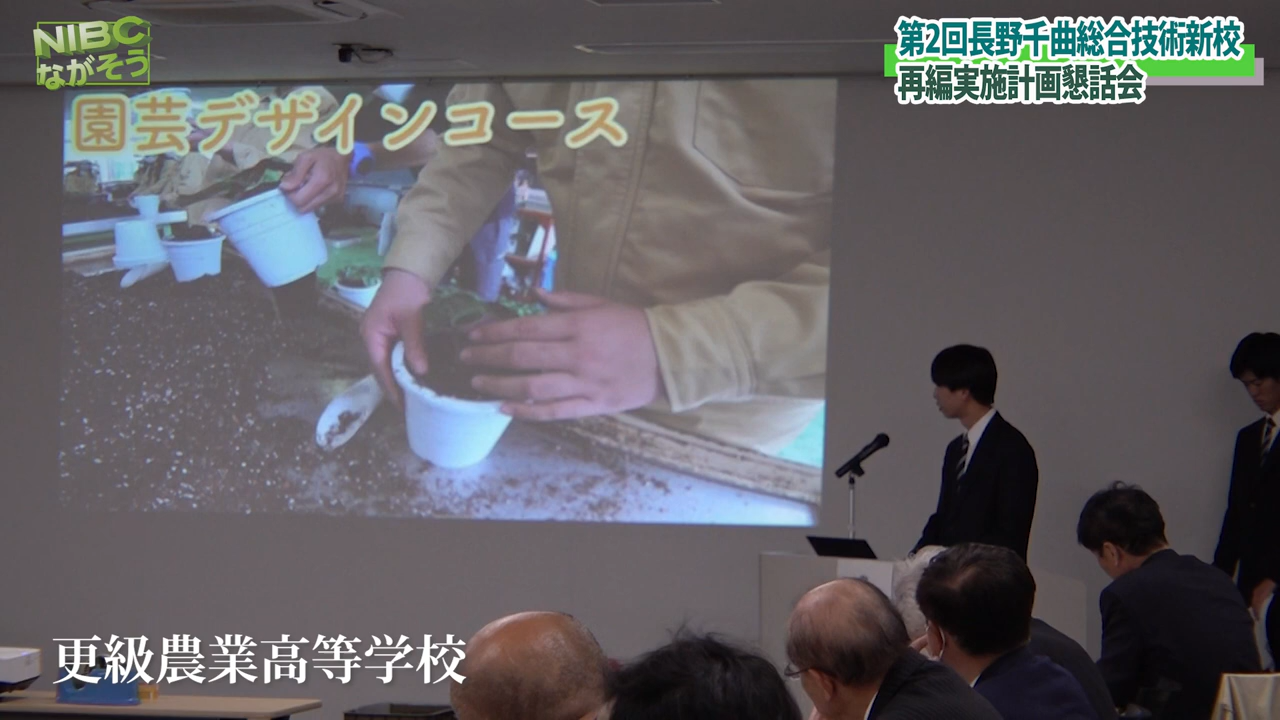 NIBC
ながそう
第2回長野千曲総合技術新校
再編実施計画懇話会
園芸デザインコース
更級農業高等学校